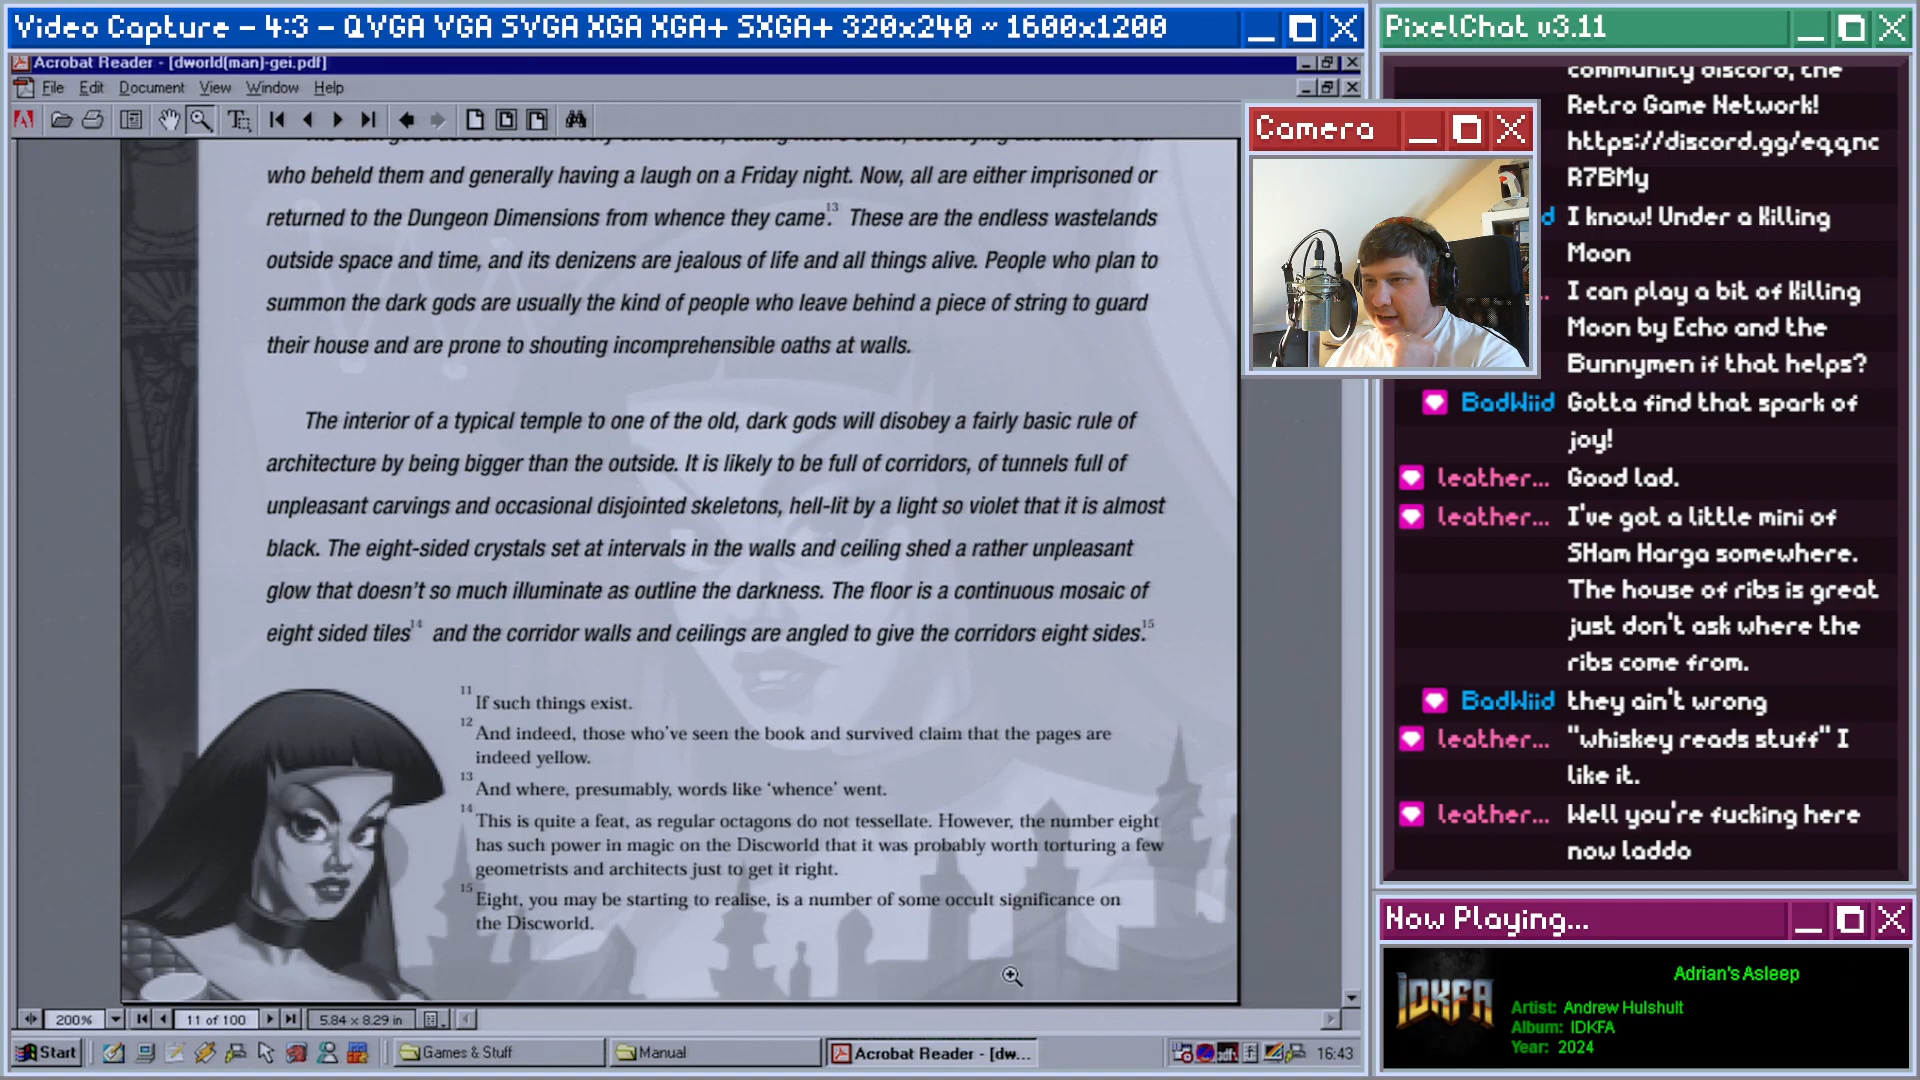 Video Capture - 4:3 - QVGA VGA SVGA XGA XGA+ SXGA+ 320x240 ~ 1600x1200
Acrobat Reader - [dworld(man)-gei.pdf]
File Edit Document View Window Help
who beheld them and generally having a laugh on a Friday night. Now, all are either imprisoned or
returned to the Dungeon Dimensions from whence they came.13 These are the endless wastelands
outside space and time, and its denizens are jealous of life and all things alive. People who plan to
summon the dark gods are usually the kind of people who leave behind a piece of string to guard
their house and are prone to shouting incomprehensible oaths at walls.
The interior of a typical temple to one of the old, dark gods will disobey a fairly basic rule of
architecture by being bigger than the outside. It is likely to be full of corridors, of tunnels full of
unpleasant carvings and occasional disjointed skeletons, hell-lit by a light so violet that it is almost
black. The eight-sided crystals set at intervals in the walls and ceiling shed a rather unpleasant
glow that doesn't so much illuminate as outline the darkness. The floor is a continuous mosaic of
eight sided tiles14 and the corridor walls and ceilings are angled to give the corridors eight sides.15
11 If such things exist.
12 And indeed, those who've seen the book and survived claim that the pages are
indeed yellow.
13 And where, presumably, words like 'whence' went.
14 This is quite a feat, as regular octagons do not tessellate. However, the number eight
has such power in magic on the Discworld that it was probably worth torturing a few
geometrists and architects just to get it right.
15 Eight, you may be starting to realise, is a number of some occult significance on
the Discworld.
200% 11 of 100 5.84 x 8.29 in
Start Games & Stuff Manual Acrobat Reader - [dw... 16:43
Camera
PixelChat v3.11
community discord, the
Retro Game Network!
https://discord.gg/eqqnc
R7BMy
d I know! Under a Killing
Moon
.. I can play a bit of Killing
Moon by Echo and the
Bunnymen if that helps?
BadWiid Gotta find that spark of
joy!
leather... Good lad.
leather... I've got a little mini of
SHam Harga somewhere.
The house of ribs is great
just don't ask where the
ribs come from.
BadWiid they ain't wrong
leather... "whiskey reads stuff" I
like it.
leather... Well you're fucking here
now laddo
Now Playing...
IDKFA
Adrian's Asleep
Artist: Andrew Hulshult
Album: IDKFA
Year: 2024